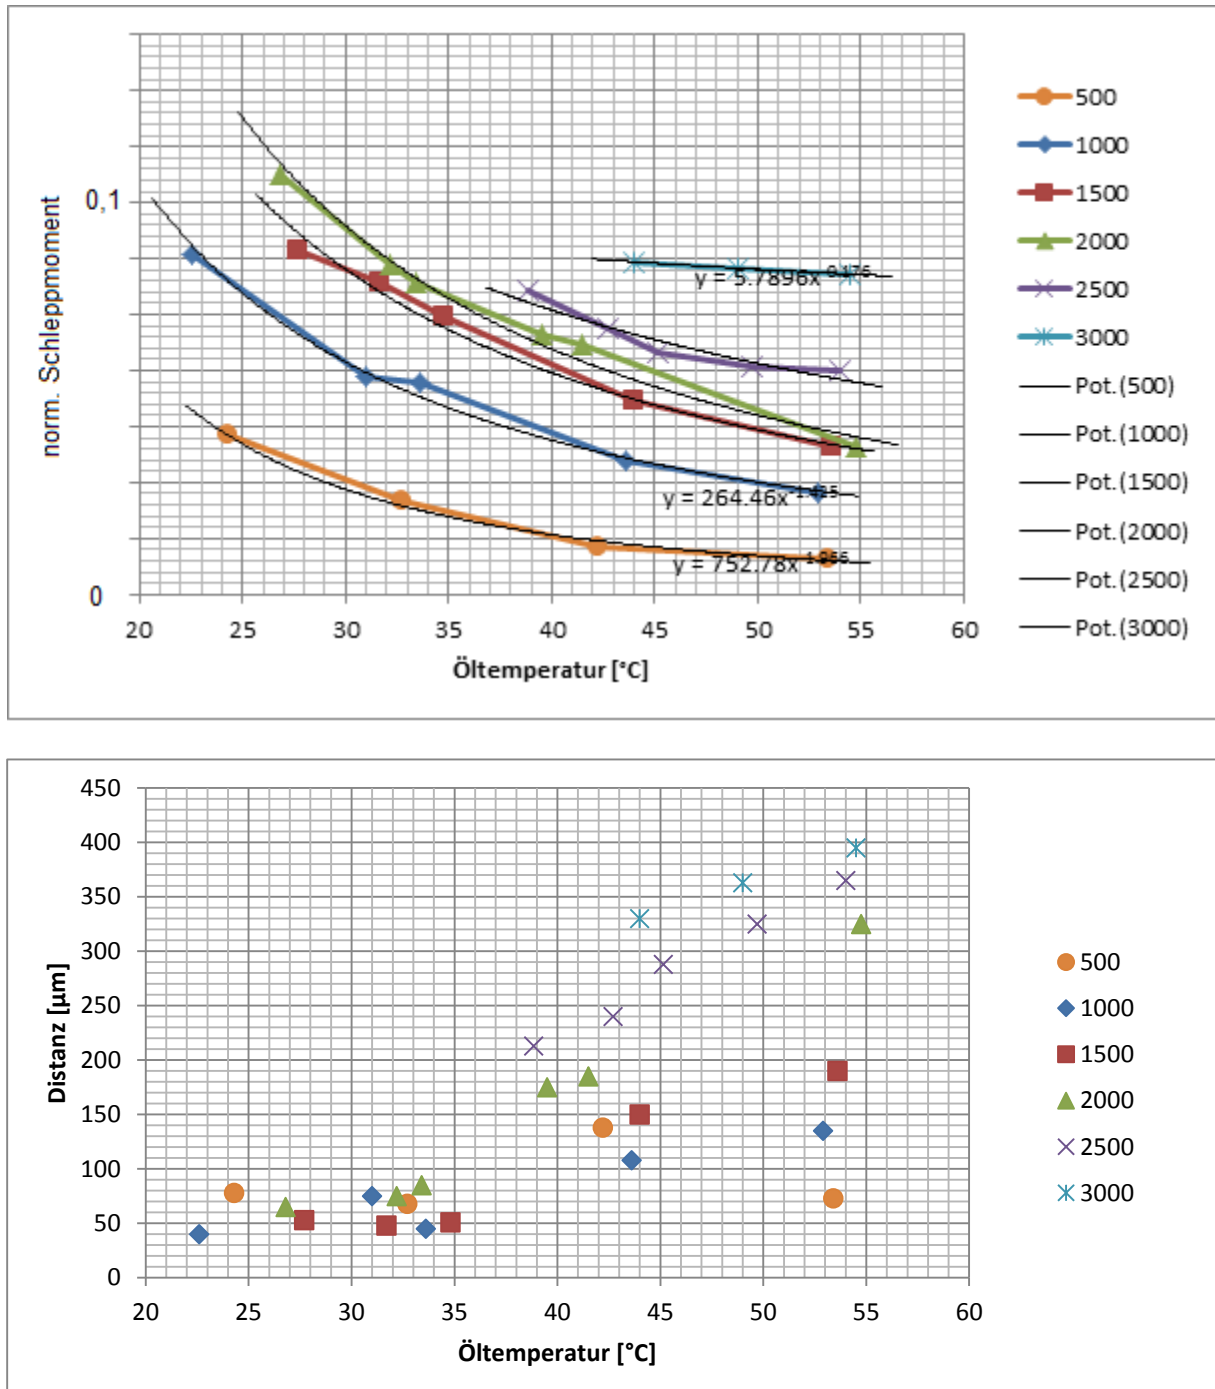 norm. Schleppmoment
0,1
0
20 25 30 35 40 45 50 55 60
Öltemperatur [°C]
y = 5.7896x^-0.176
y = 264.46x
y = 752.78x
500
1000
1500
2000
2500
3000
Pot.(500)
Pot.(1000)
Pot.(1500)
Pot.(2000)
Pot.(2500)
Pot.(3000)
450
400
350
300
250
200
150
100
50
0
Distanz [µm]
20 25 30 35 40 45 50 55 60
Öltemperatur [°C]
500
1000
1500
2000
2500
3000